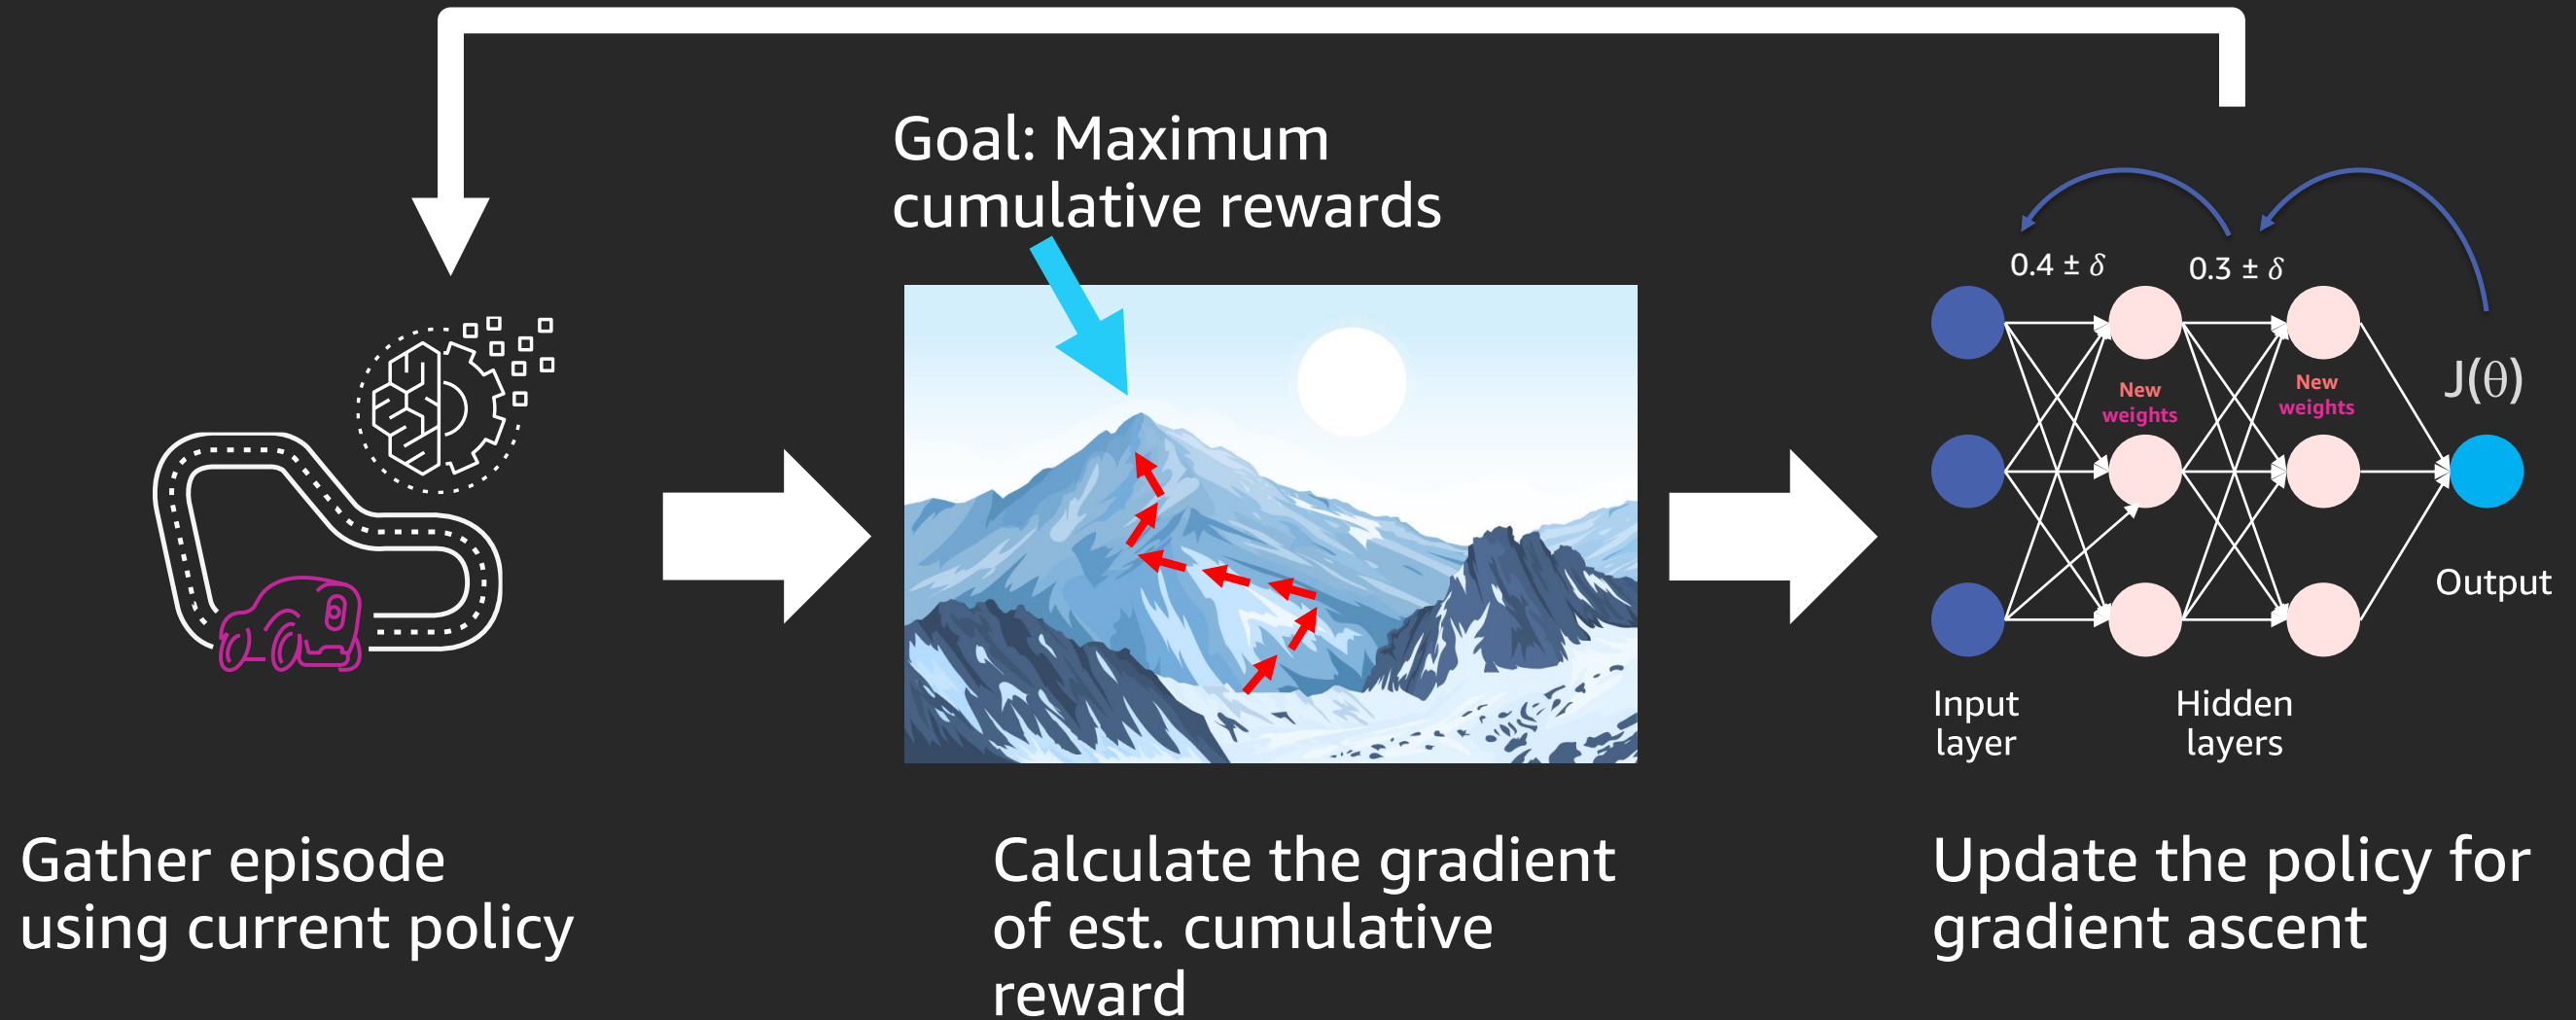 Goal: Maximum
cumulative rewards
0.4 ± δ
0.3 ± δ
New
weights
New
weights
J(θ)
Output
Input
layer
Hidden
layers
Gather episode
using current policy
Calculate the gradient
of est. cumulative
reward
Update the policy for
gradient ascent